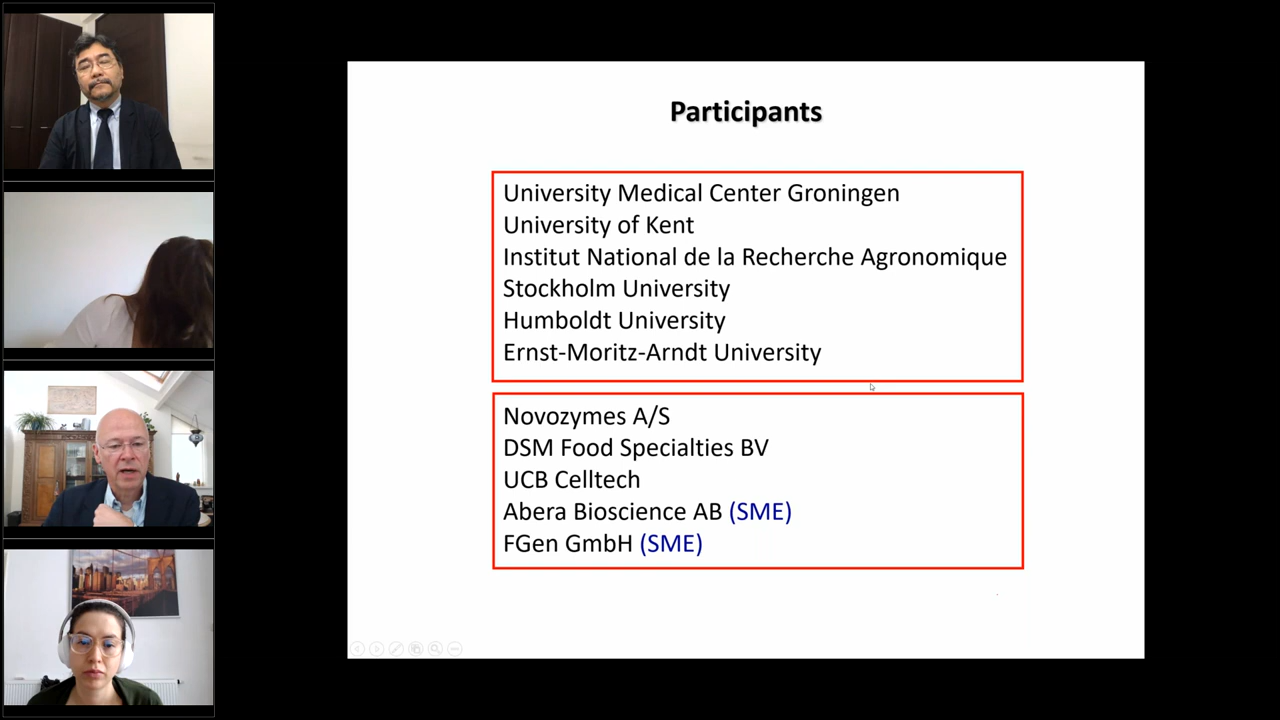 Participants
University Medical Center Groningen
University of Kent
Institut National de la Recherche Agronomique
Stockholm University
Humboldt University
Ernst-Moritz-Arndt University
Novozymes A/S
DSM Food Specialties BV
UCB Celltech
Abera Bioscience AB (SME)
FGen GmbH (SME)